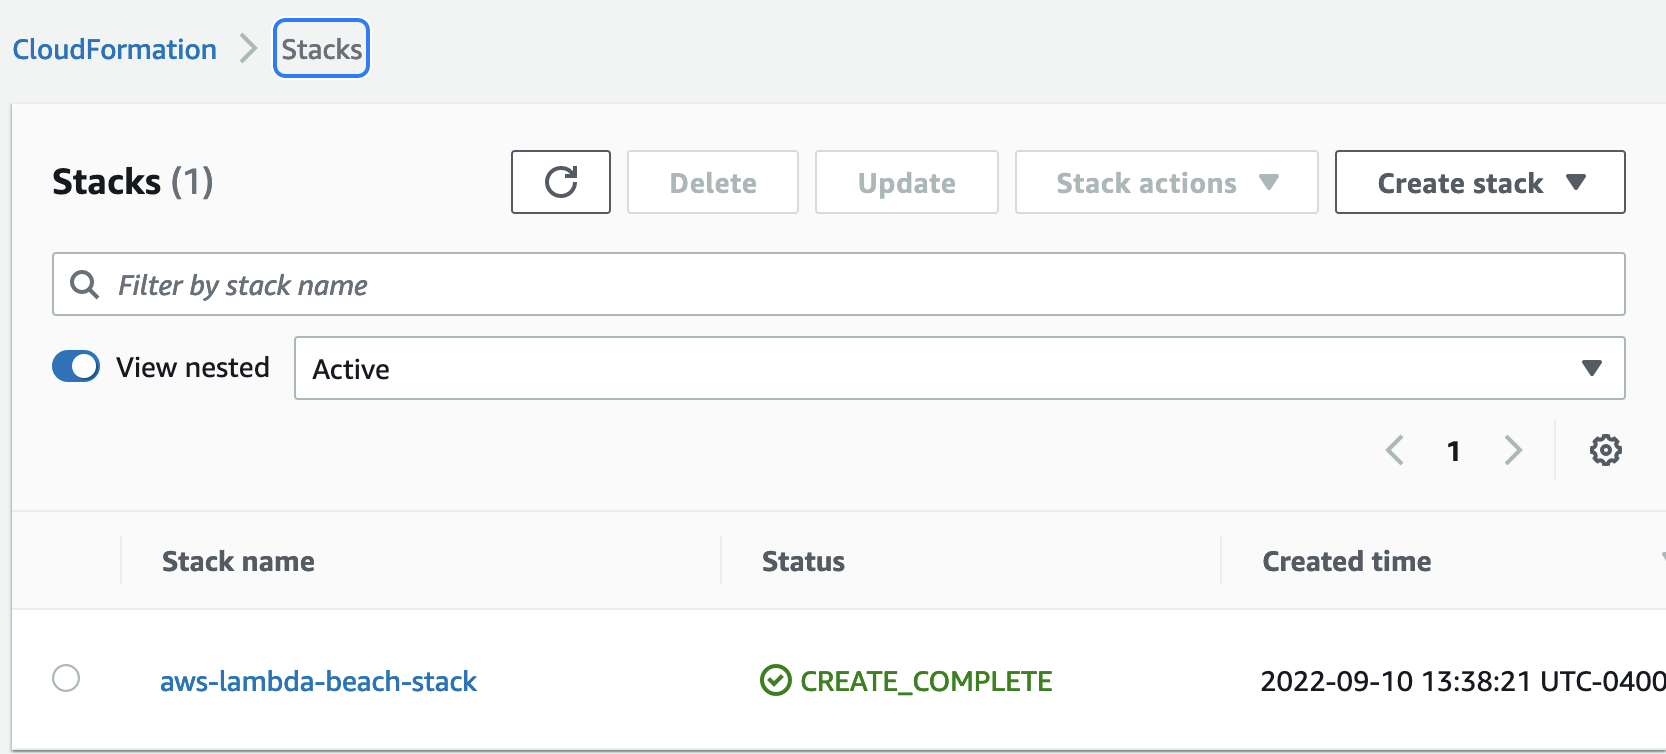 CloudFormation Stacks
Stacks (1) Delete Update Stack actions Create stack
Filter by stack name
View nested Active
1
Stack name Status Created time
aws-lambda-beach-stack CREATE_COMPLETE 2022-09-10 13:38:21 UTC-0400